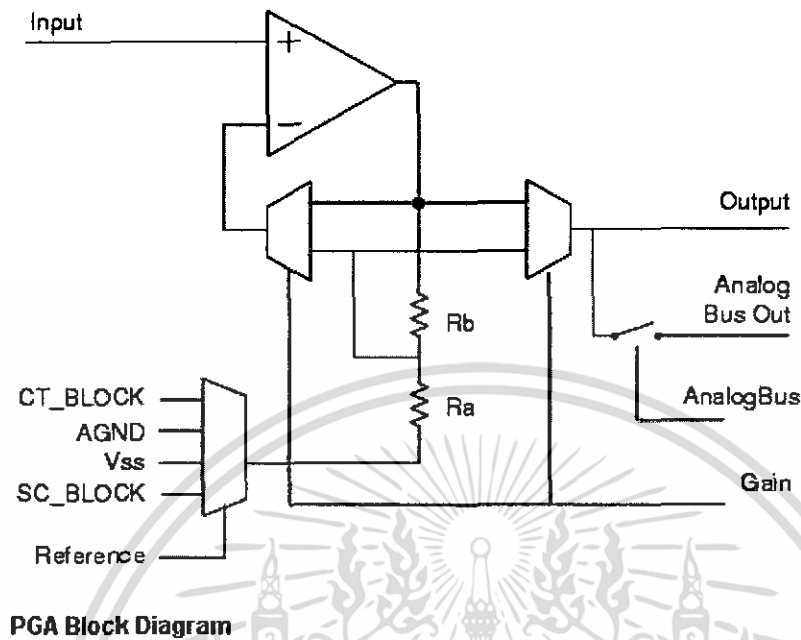 Input
+
−
Output
Analog
Bus Out
Rb
CT_BLOCK
Ra
AnalogBus
AGND
Vss
SC_BLOCK
Gain
Reference
PGA Block Diagram